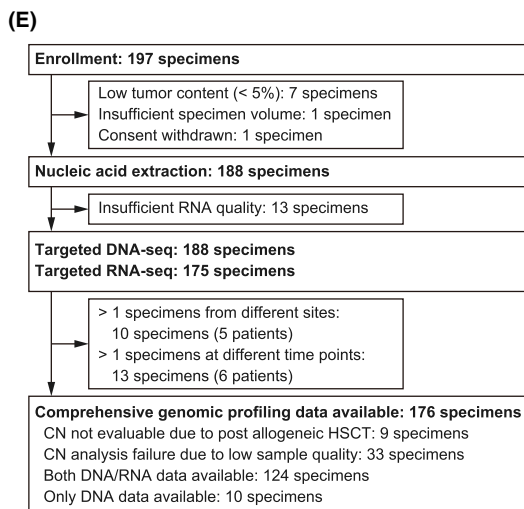 (E)
Enrollment: 197 specimens
Low tumor content (< 5%): 7 specimens
Insufficient specimen volume: 1 specimen
Consent withdrawn: 1 specimen
Nucleic acid extraction: 188 specimens
Insufficient RNA quality: 13 specimens
Targeted DNA-seq: 188 specimens
Targeted RNA-seq: 175 specimens
> 1 specimens from different sites:
10 specimens (5 patients)
> 1 specimens at different time points:
13 specimens (6 patients)
Comprehensive genomic profiling data available: 176 specimens
CN not evaluable due to post allogeneic HSCT: 9 specimens
CN analysis failure due to low sample quality: 33 specimens
Both DNA/RNA data available: 124 specimens
Only DNA data available: 10 specimens